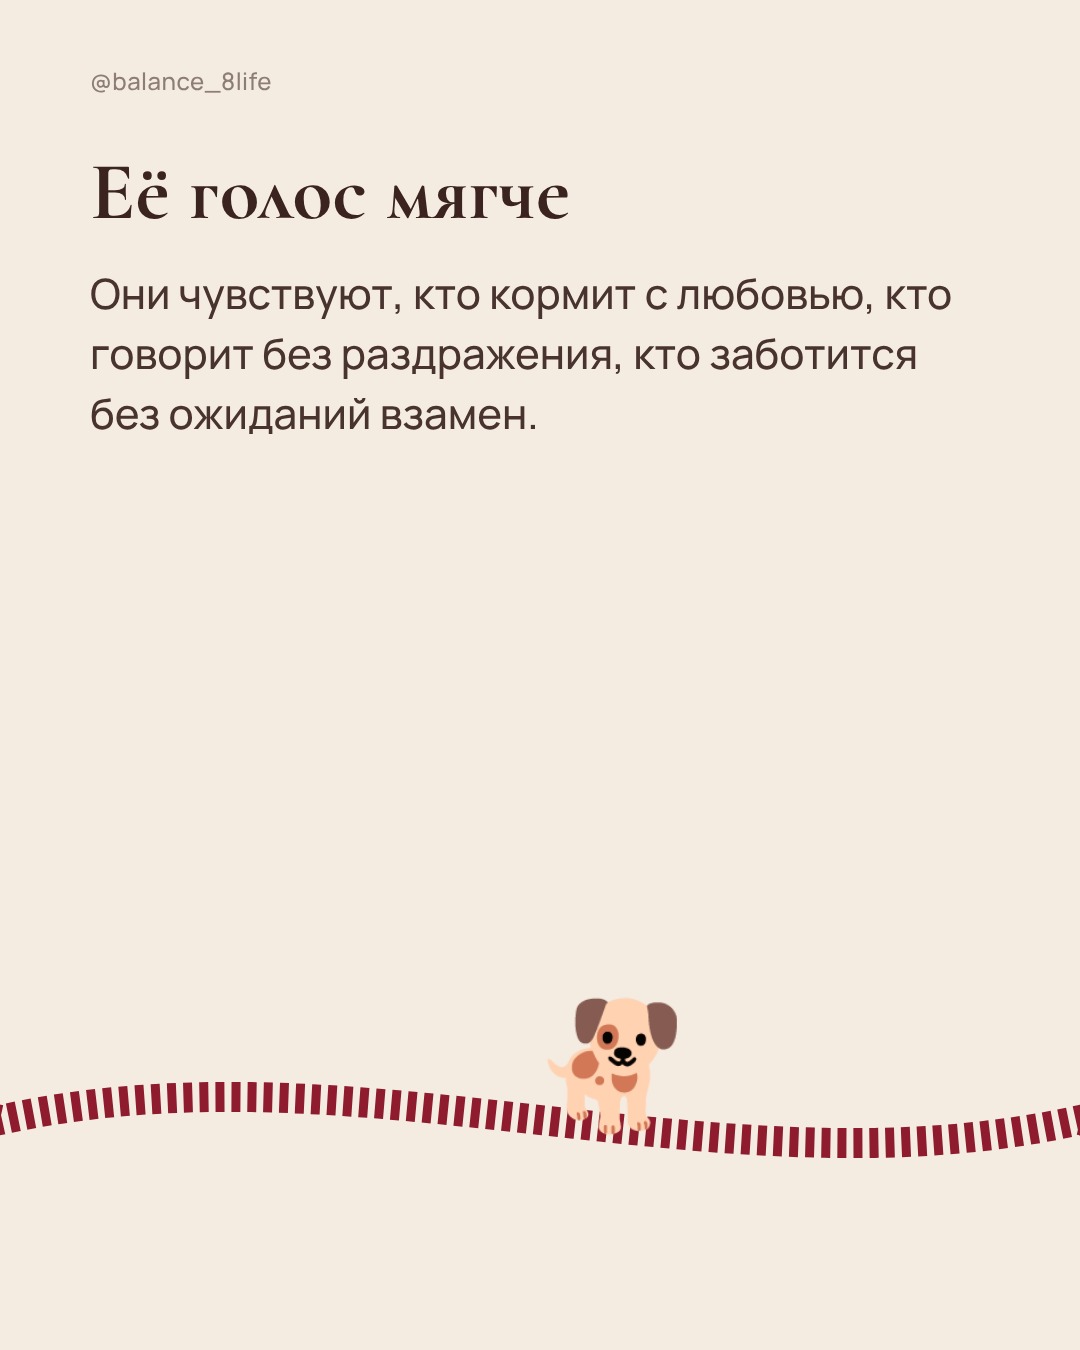 @balance_8life
Её голос мягче
Они чувствуют, кто кормит с любовью, кто
говорит без раздражения, кто заботится
без ожиданий взамен.